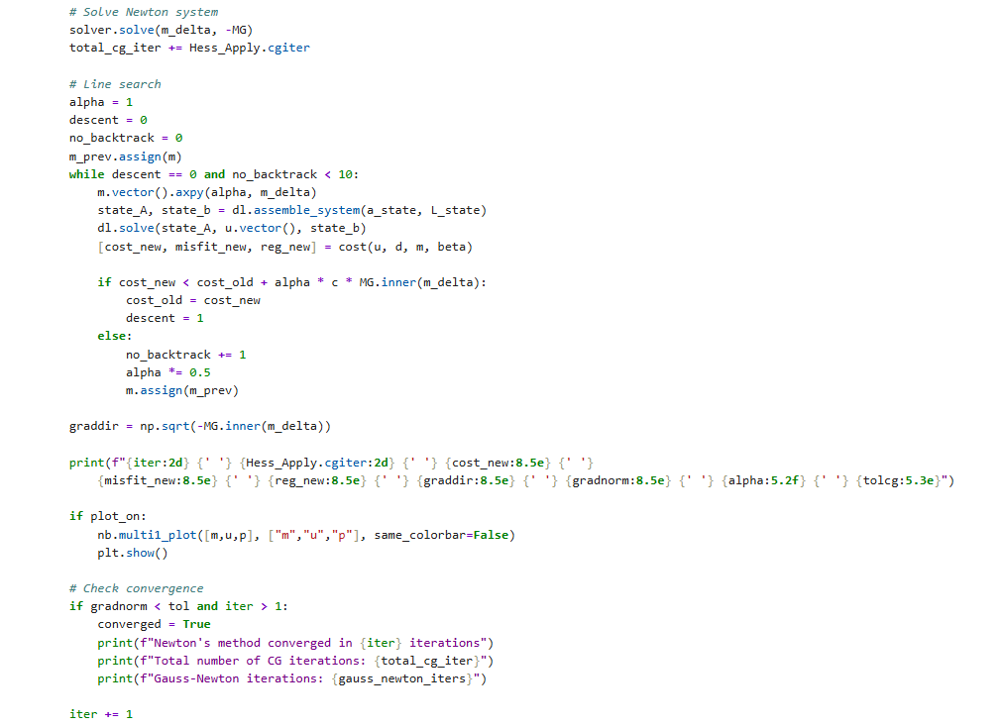 # Solve Newton system
solver.solve(m_delta, -MG)
total_cg_iter += Hess_Apply.cgiter
# Line search
alpha = 1
descent = 0
no_backtrack = 0
m_prev.assign(m)
while descent == 0 and no_backtrack < 10:
m.vector().axpy(alpha, m_delta)
state_A, state_b = dl.assemble_system(a_state, L_state)
dl.solve(state_A, u.vector(), state_b)
[cost_new, misfit_new, reg_new] = cost(u, d, m, beta)
if cost_new < cost_old + alpha * c * MG.inner(m_delta):
cost_old = cost_new
descent = 1
else:
no_backtrack += 1
alpha *= 0.5
m.assign(m_prev)
graddir = np.sqrt(-MG.inner(m_delta))
print(f"{iter:2d} {' '} {Hess_Apply.cgiter:2d} {' '} {cost_new:8.5e} {' '}
{misfit_new:8.5e} {' '} {reg_new:8.5e} {' '} {graddir:8.5e} {' '} {gradnorm:8.5e} {' '} {alpha:5.2f} {' '} {tolcg:5.3e}")
if plot_on:
nb.multi1_plot([m,u,p], ["m","u","p"], same_colorbar=False)
plt.show()
# Check convergence
if gradnorm < tol and iter > 1:
converged = True
print(f"Newton's method converged in {iter} iterations")
print(f"Total number of CG iterations: {total_cg_iter}")
print(f"Gauss-Newton iterations: {gauss_newton_iters}")
iter += 1